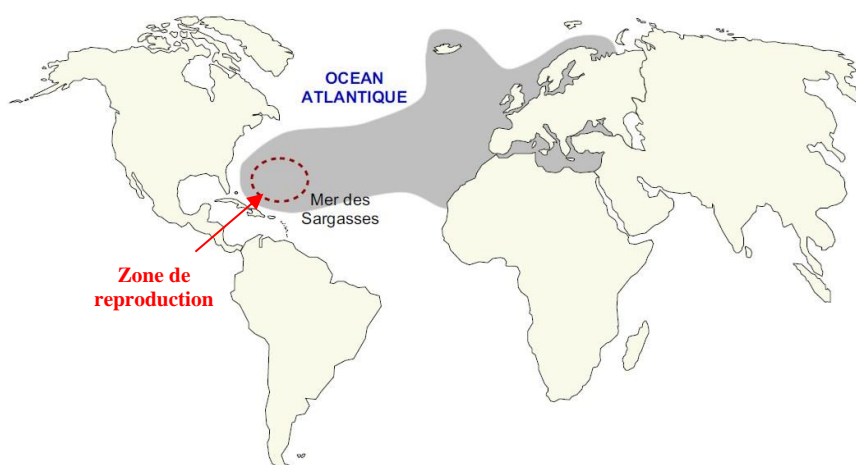 OCEAN
ATLANTIQUE
Mer des
Sargasses
Zone de
reproduction